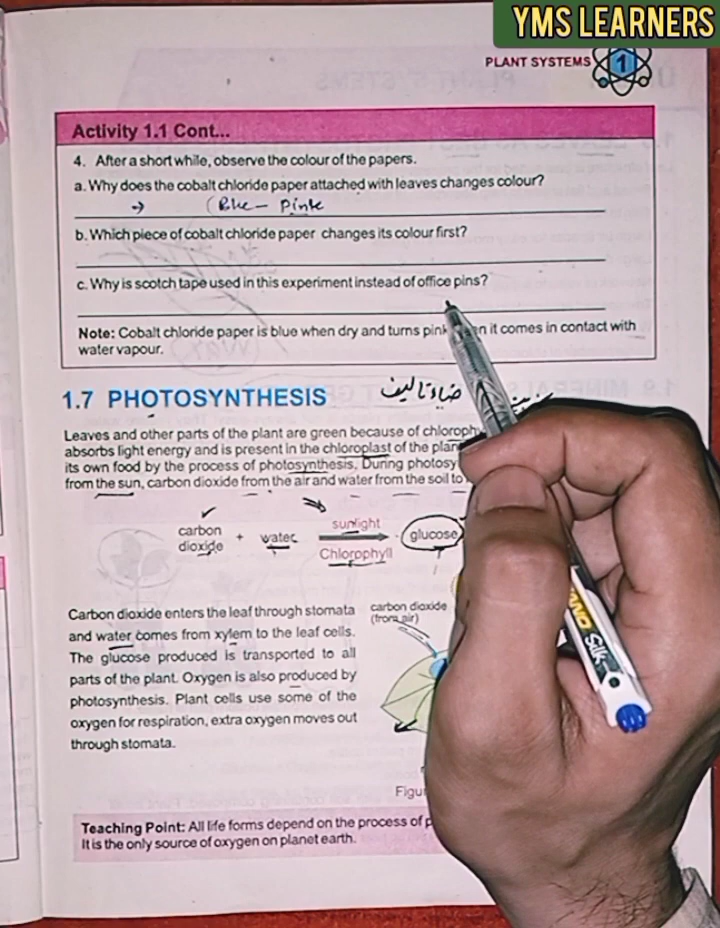 YMS LEARNERS
PLANT SYSTEMS 1
Activity 1.1 Cont...
4. After a short while, observe the colour of the papers.
a. Why does the cobalt chloride paper attached with leaves changes colour?
→ (Blue - Pink
b. Which piece of cobalt chloride paper changes its colour first?
c. Why is scotch tape used in this experiment instead of office pins?
Note: Cobalt chloride paper is blue when dry and turns pink it comes in contact with
water vapour.
1.7 PHOTOSYNTHESIS ضیاء تالیف
Leaves and other parts of the plant are green because of
absorbs light energy and is present in the chloroplast of the
its own food by the process of photosynthesis. During
from the sun, carbon dioxide from the air and water from the soil to
carbon dioxide + water sunlight Chlorophyll glucose
Carbon dioxide enters the leaf through stomata
and water comes from xylem to the leaf cells.
The glucose produced is transported to all
parts of the plant. Oxygen is also produced by
photosynthesis. Plant cells use some of the
oxygen for respiration, extra oxygen moves out
through stomata.
carbon dioxide
(from air)
Teaching Point: All life forms depend on the process of
It is the only source of oxygen on planet earth.
Silk